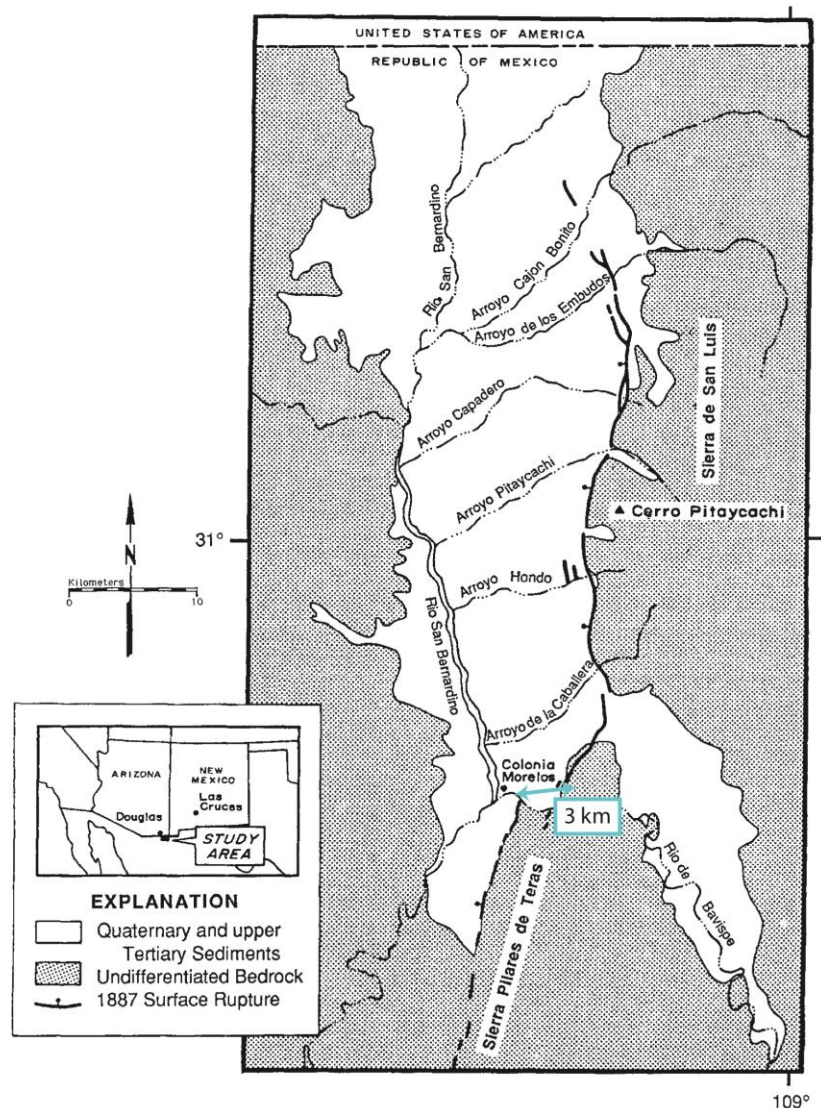 UNITED STATES OF AMERICA
REPUBLIC OF MEXICO
Río San Bernardino
Arroyo Cajon Bonito
Arroyo de los Embudos
Sierra de San Luis
Arroyo Capadero
Arroyo Pitaycachi
Cerro Pitaycachi
31°
N
Kilometers
0 10
Arroyo Hondo
Río San Bernardino
Arroyo de la Caballera
Colonia
Morelos
3 km
Río de
Bavispe
Sierra Pilares de Teras
ARIZONA
NEW
MEXICO
Las
Cruces
Douglas
STUDY
AREA
EXPLANATION
Quaternary and upper
Tertiary Sediments
Undifferentiated Bedrock
1887 Surface Rupture
109°